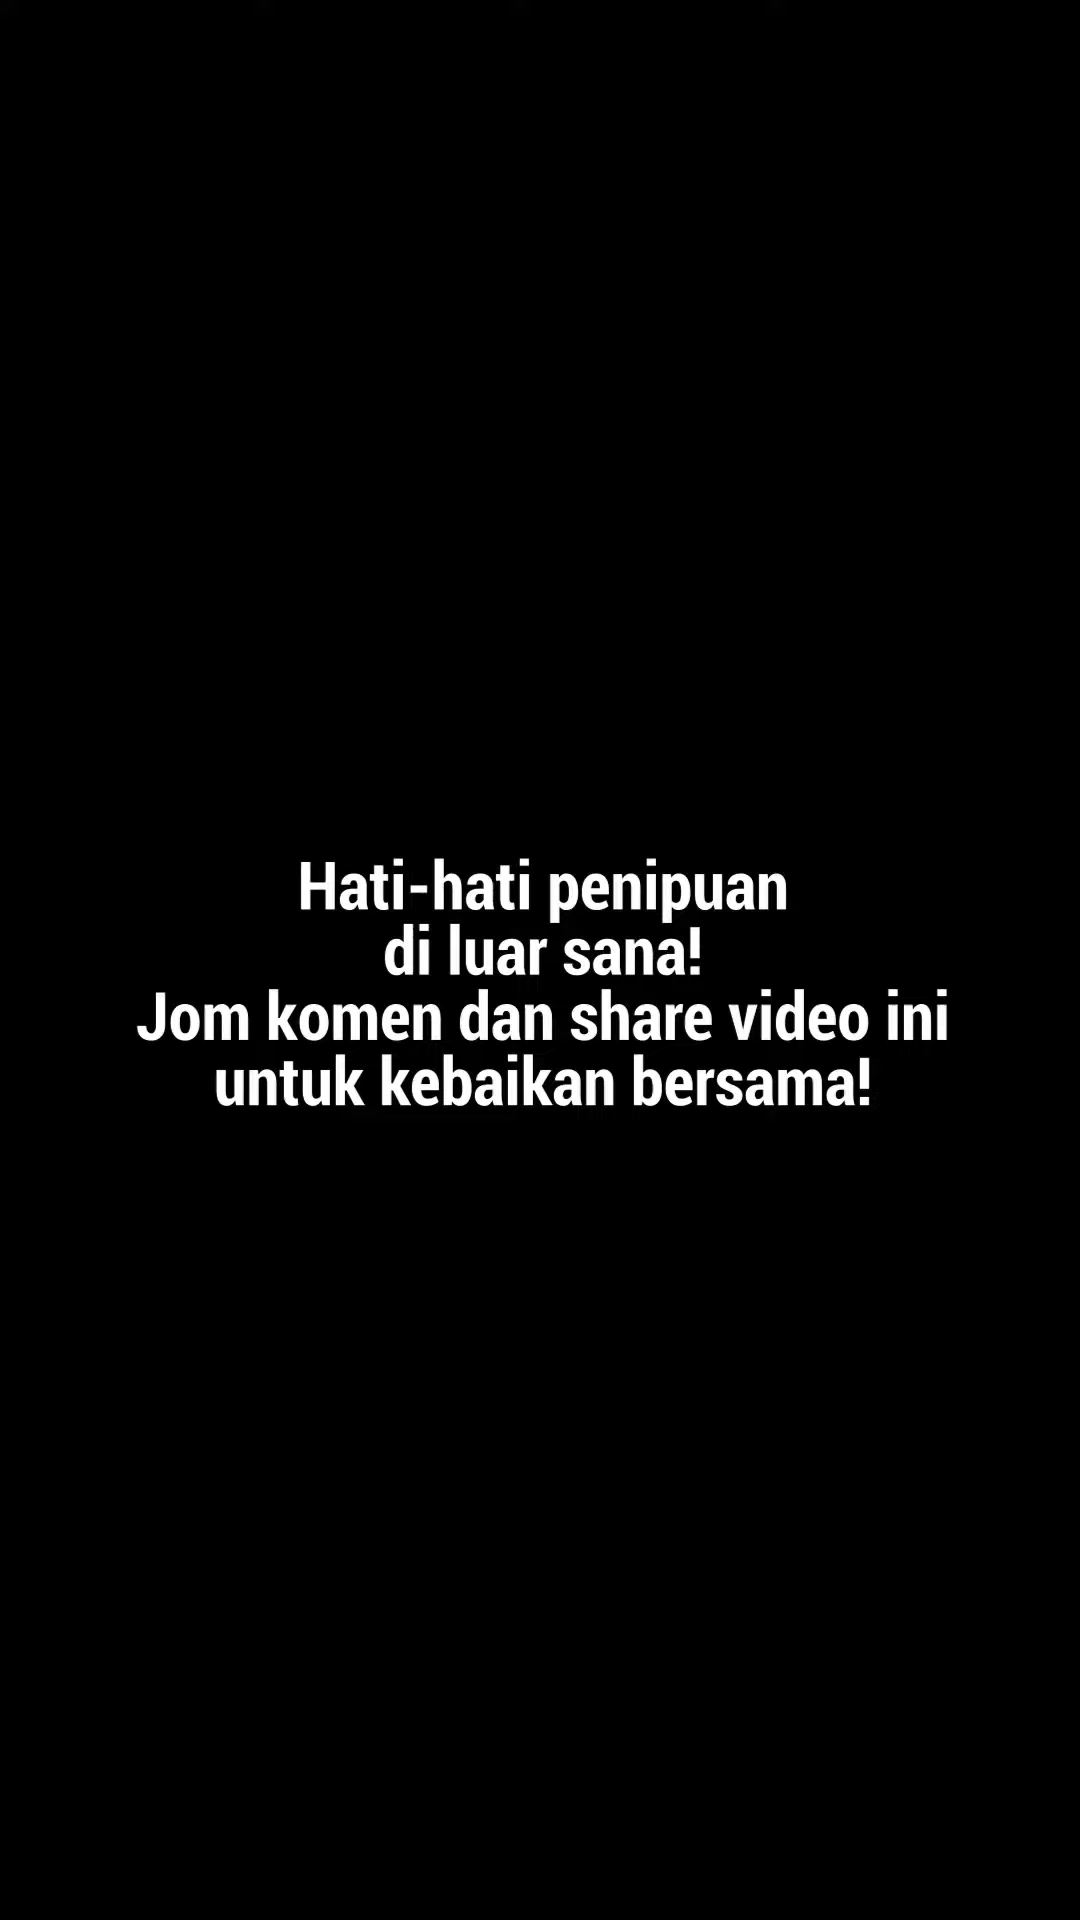 Hati-hati penipuan
di luar sana!
Jom komen dan share video ini
untuk kebaikan bersama!